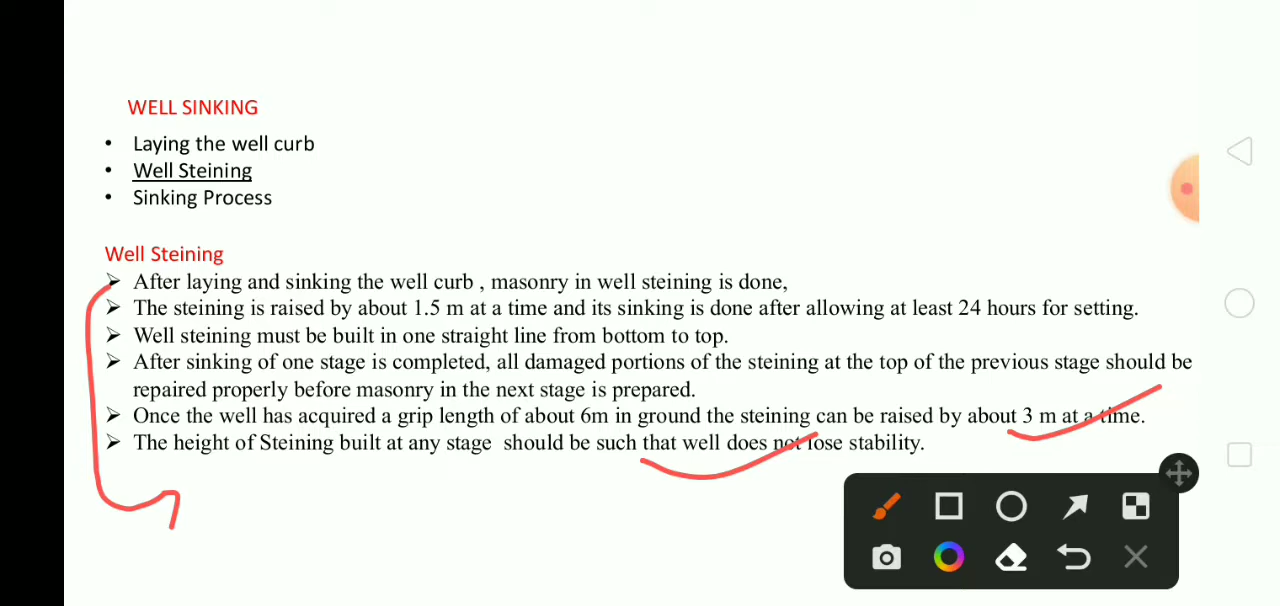 WELL SINKING
• Laying the well curb
• Well Steining
• Sinking Process
Well Steining
➢ After laying and sinking the well curb , masonry in well steining is done,
➢ The steining is raised by about 1.5 m at a time and its sinking is done after allowing at least 24 hours for setting.
➢ Well steining must be built in one straight line from bottom to top.
➢ After sinking of one stage is completed, all damaged portions of the steining at the top of the previous stage should be
repaired properly before masonry in the next stage is prepared.
➢ Once the well has acquired a grip length of about 6m in ground the steining can be raised by about 3 m at a time.
➢ The height of Steining built at any stage should be such that well does not lose stability.